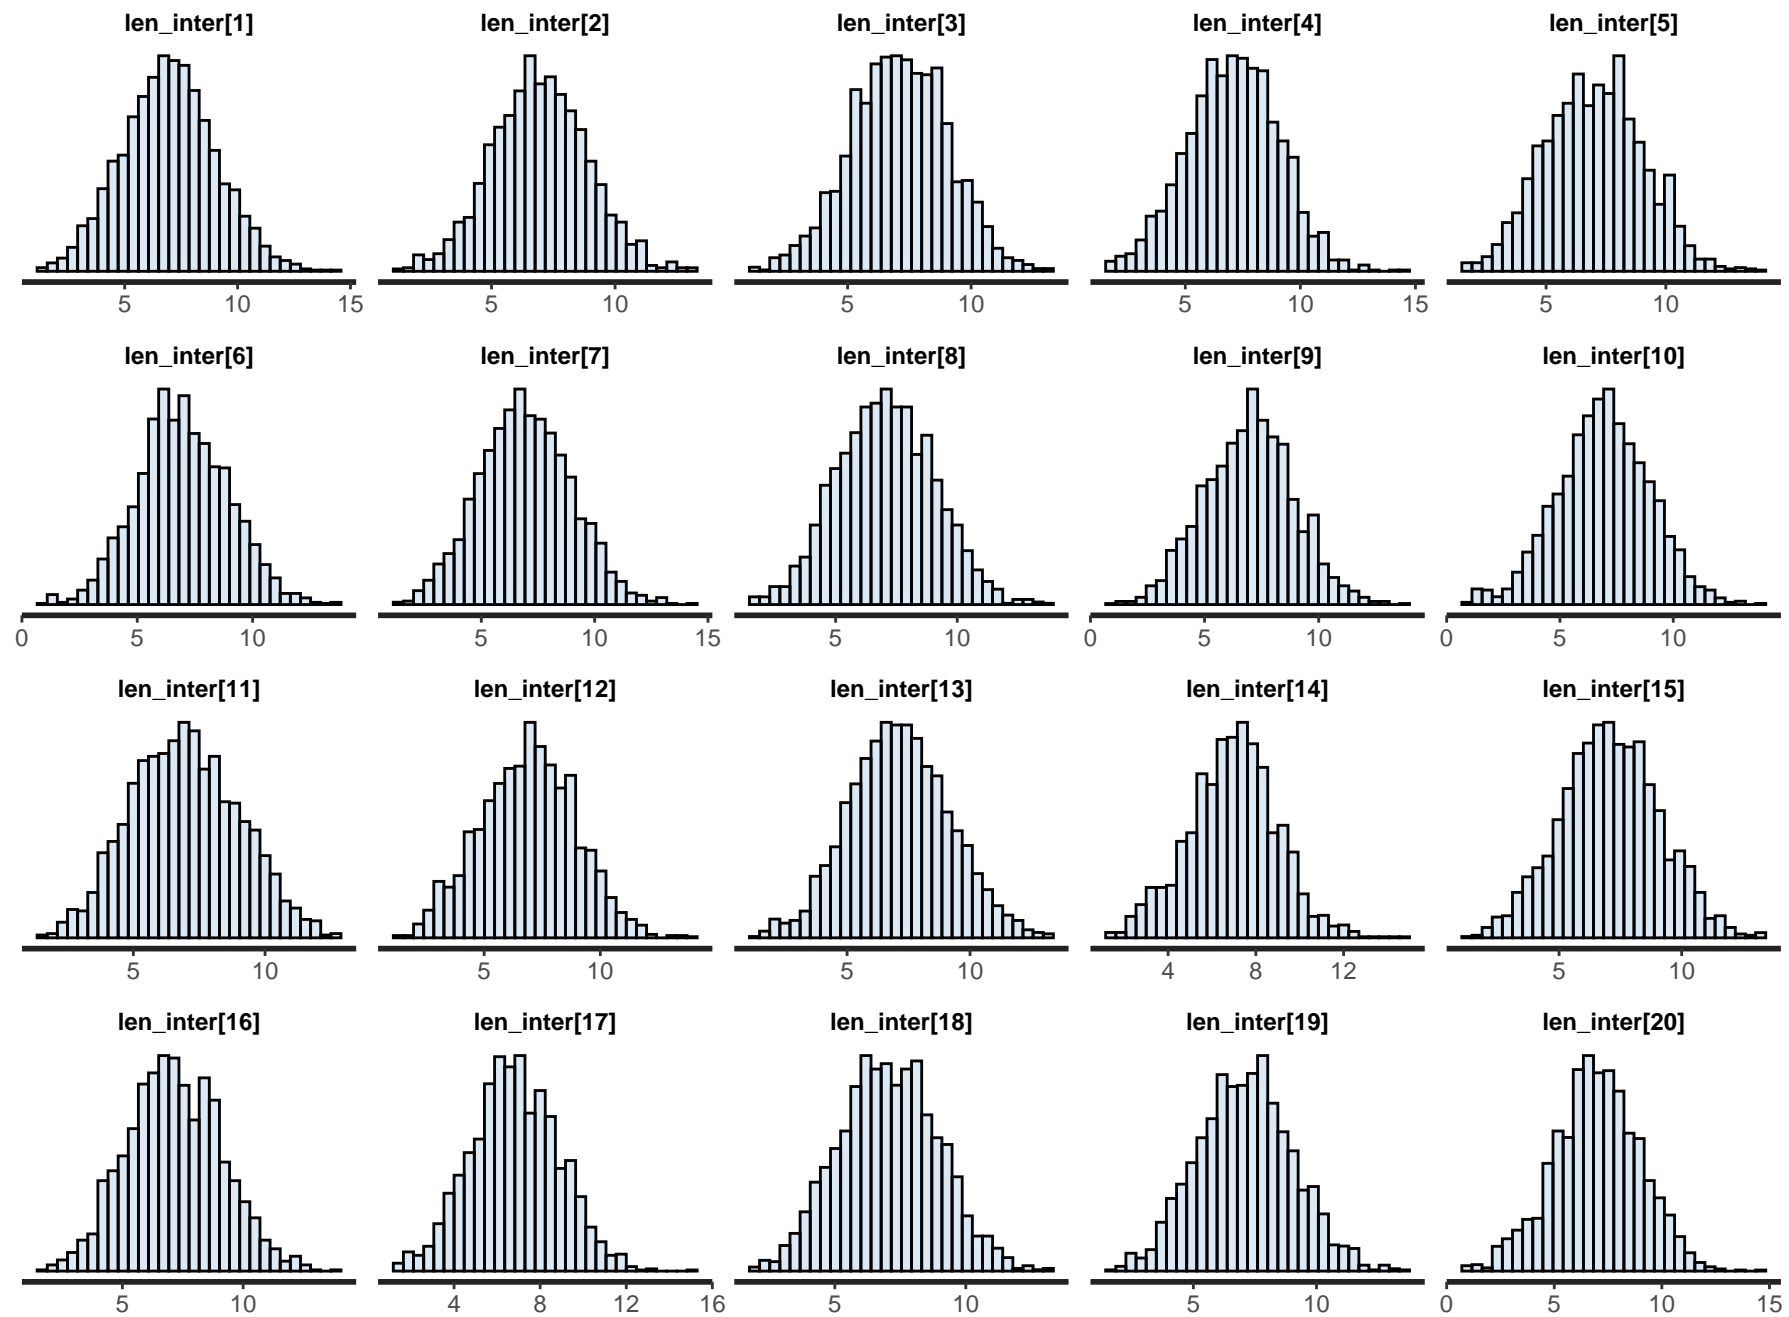 len_inter[1] len_inter[2] len_inter[3] len_inter[4] len_inter[5]
5 10 15 5 10 5 10 5 10 15 5 10
len_inter[6] len_inter[7] len_inter[8] len_inter[9] len_inter[10]
0 5 10 5 10 15 5 10 0 5 10 0 5 10
len_inter[11] len_inter[12] len_inter[13] len_inter[14] len_inter[15]
5 10 5 10 5 10 4 8 12 5 10
len_inter[16] len_inter[17] len_inter[18] len_inter[19] len_inter[20]
5 10 4 8 12 16 5 10 5 10 0 5 10 15